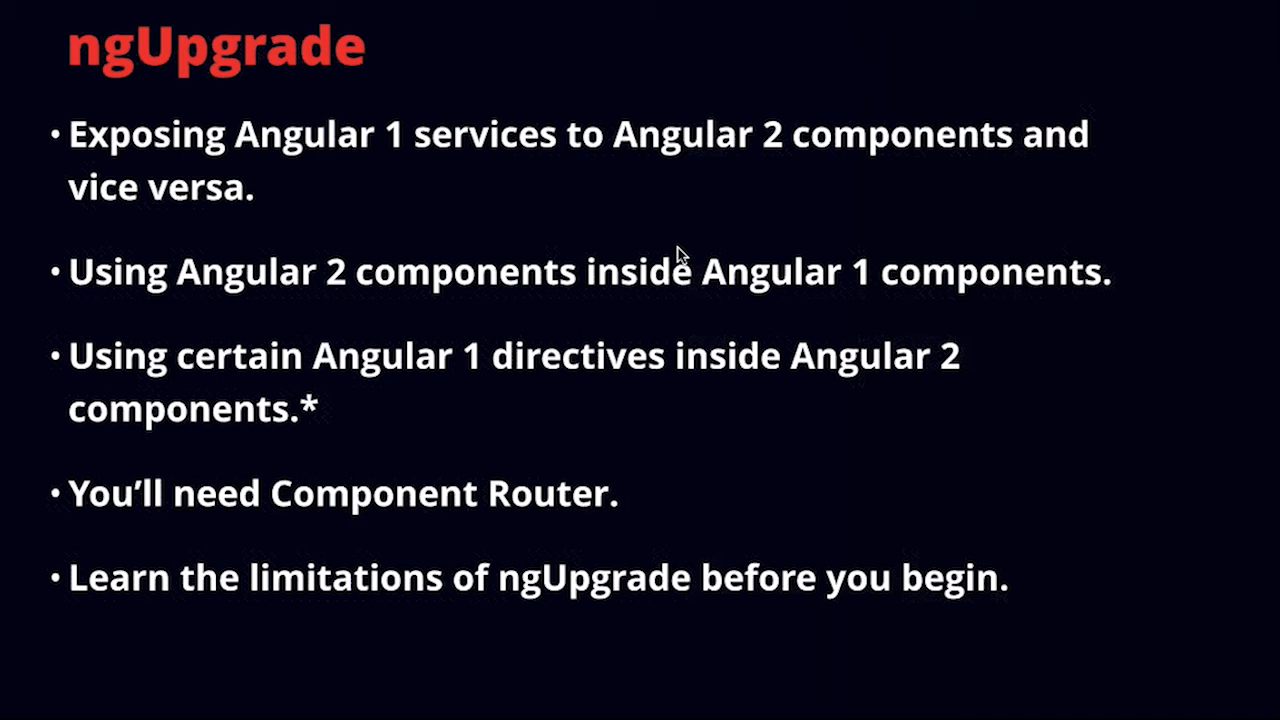 ngUpgrade
• Exposing Angular 1 services to Angular 2 components and
vice versa.
• Using Angular 2 components inside Angular 1 components.
• Using certain Angular 1 directives inside Angular 2
components.*
• You’ll need Component Router.
• Learn the limitations of ngUpgrade before you begin.